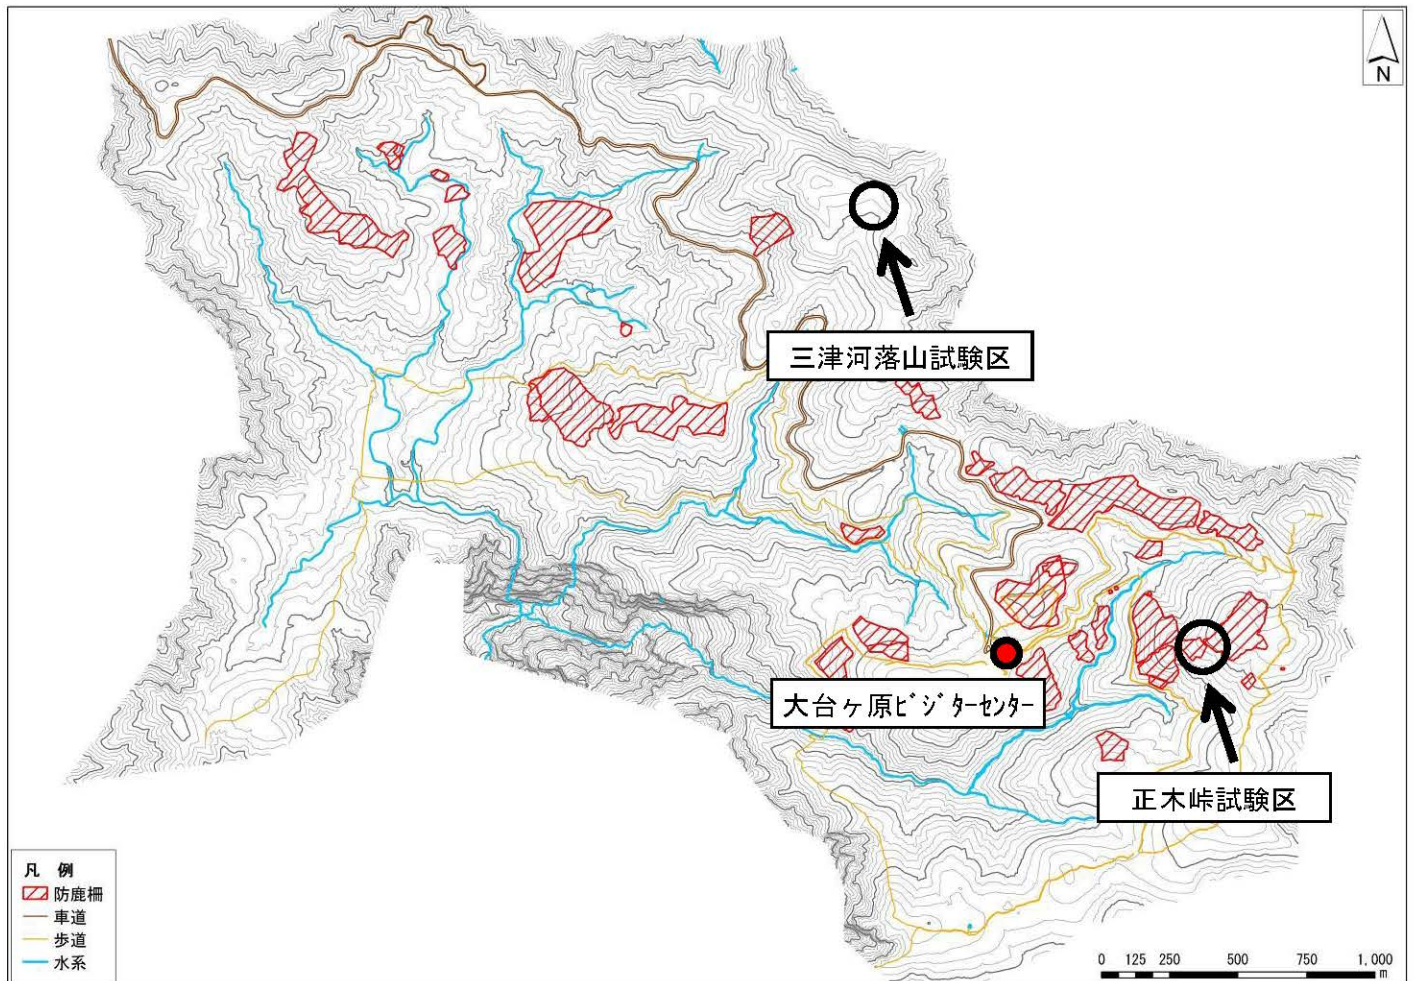 N
三津河落山試験区
大台ヶ原ビジターセンター
正木峠試験区
凡 例
防鹿柵
車道
歩道
水系
0 125 250 500 750 1,000
m